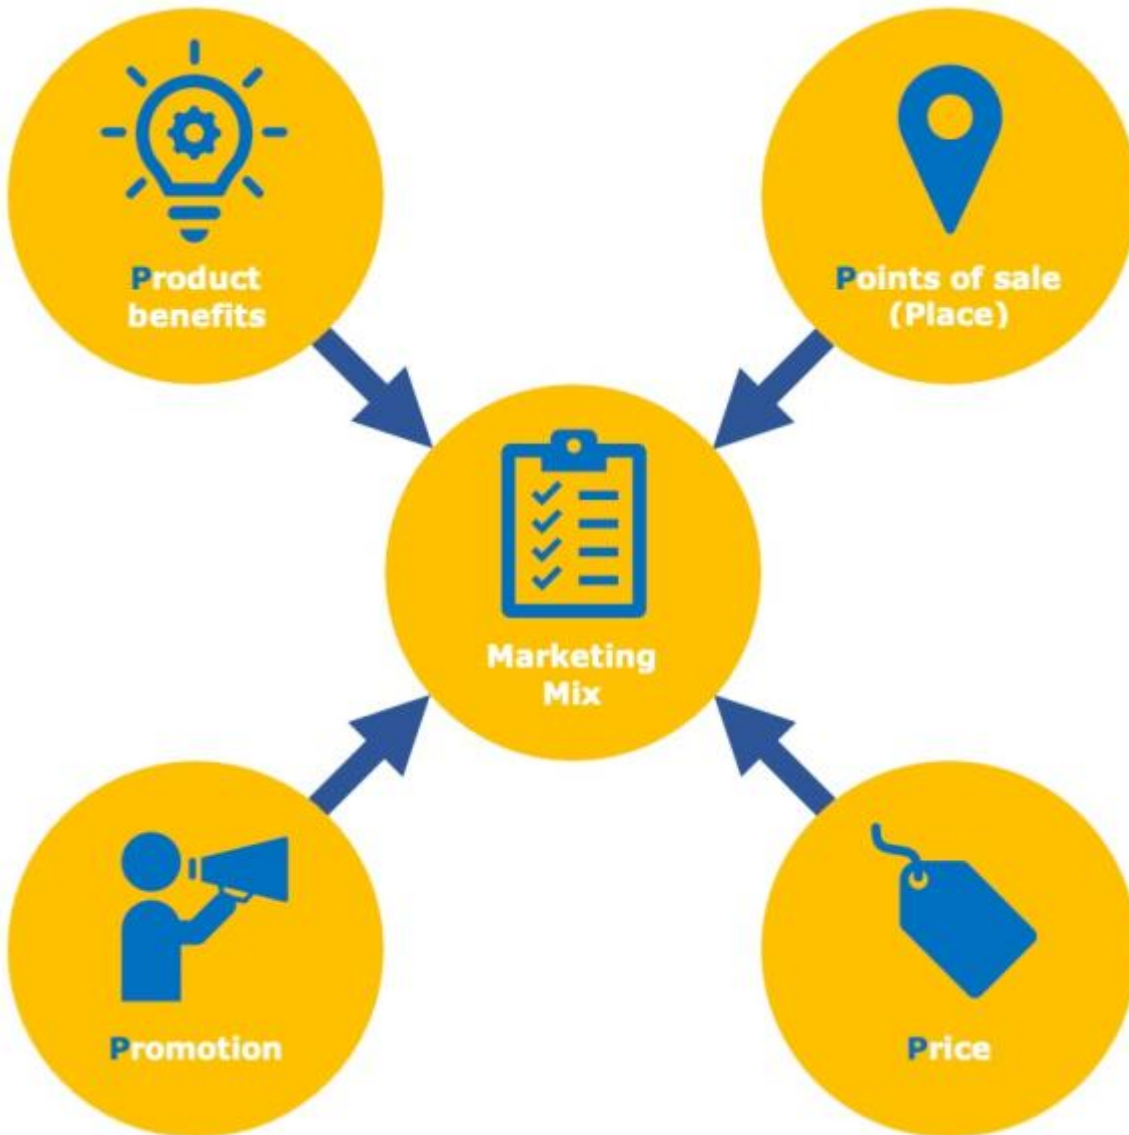 Product
benefits
Points of sale
(Place)
Marketing
Mix
Promotion
Price